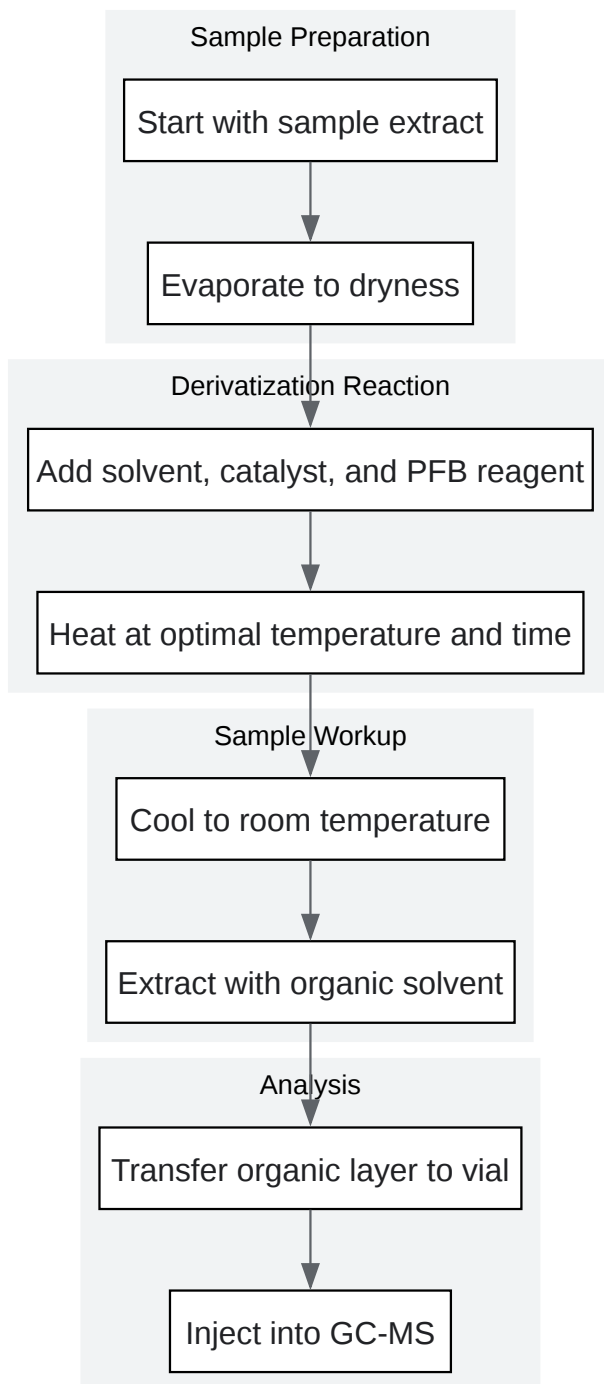 Sample Preparation
Start with sample extract
Evaporate to dryness
Derivatization Reaction
Add solvent, catalyst, and PFB reagent
Heat at optimal temperature and time
Sample Workup
Cool to room temperature
Extract with organic solvent
Analysis
Transfer organic layer to vial
Inject into GC-MS